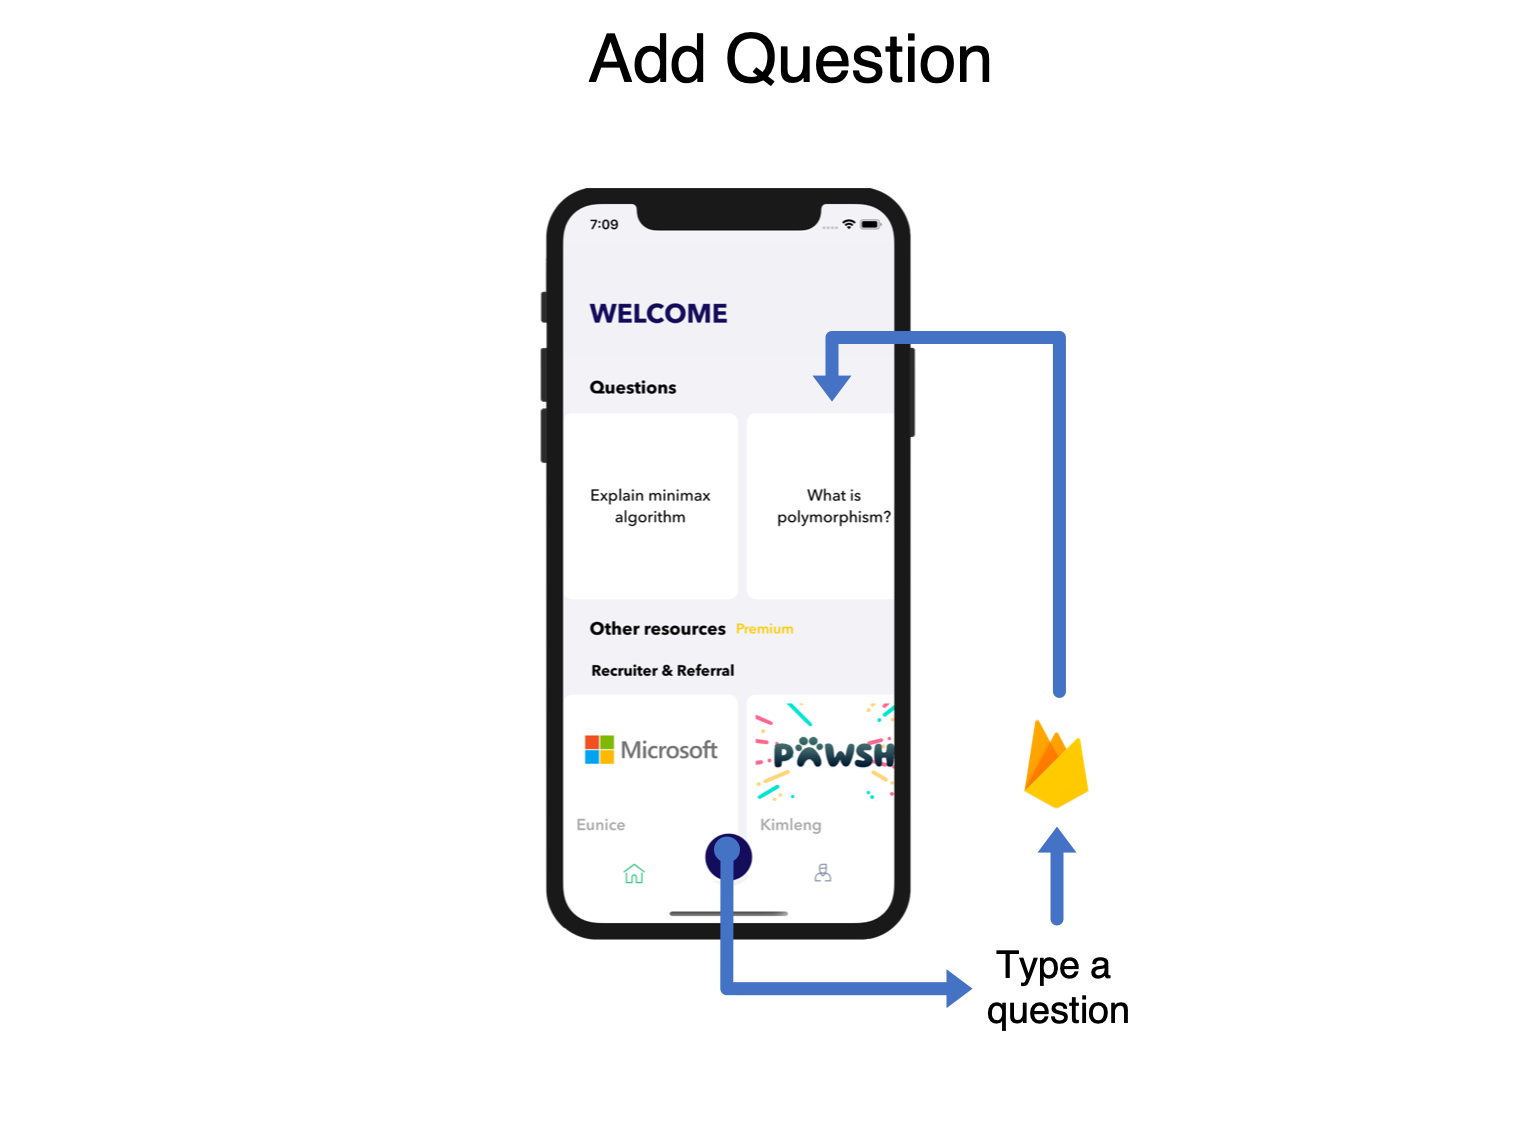 Add Question
7:09
WELCOME
Questions
Explain minimax
algorithm
What is
polymorphism?
Other resources Premium
Recruiter & Referral
Microsoft
PAWSH
Eunice
Kimleng
Type a
question